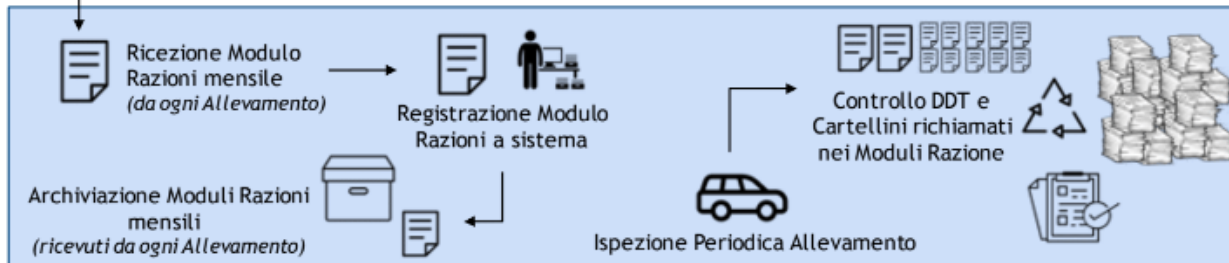 Ricezione Modulo
Razioni mensile
(da ogni Allevamento)
Registrazione Modulo
Razioni a sistema
Archiviazione Moduli Razioni
mensili
(ricevuti da ogni Allevamento)
Ispezione Periodica Allevamento
Controllo DDT e
Cartellini richiamati
nei Moduli Razione